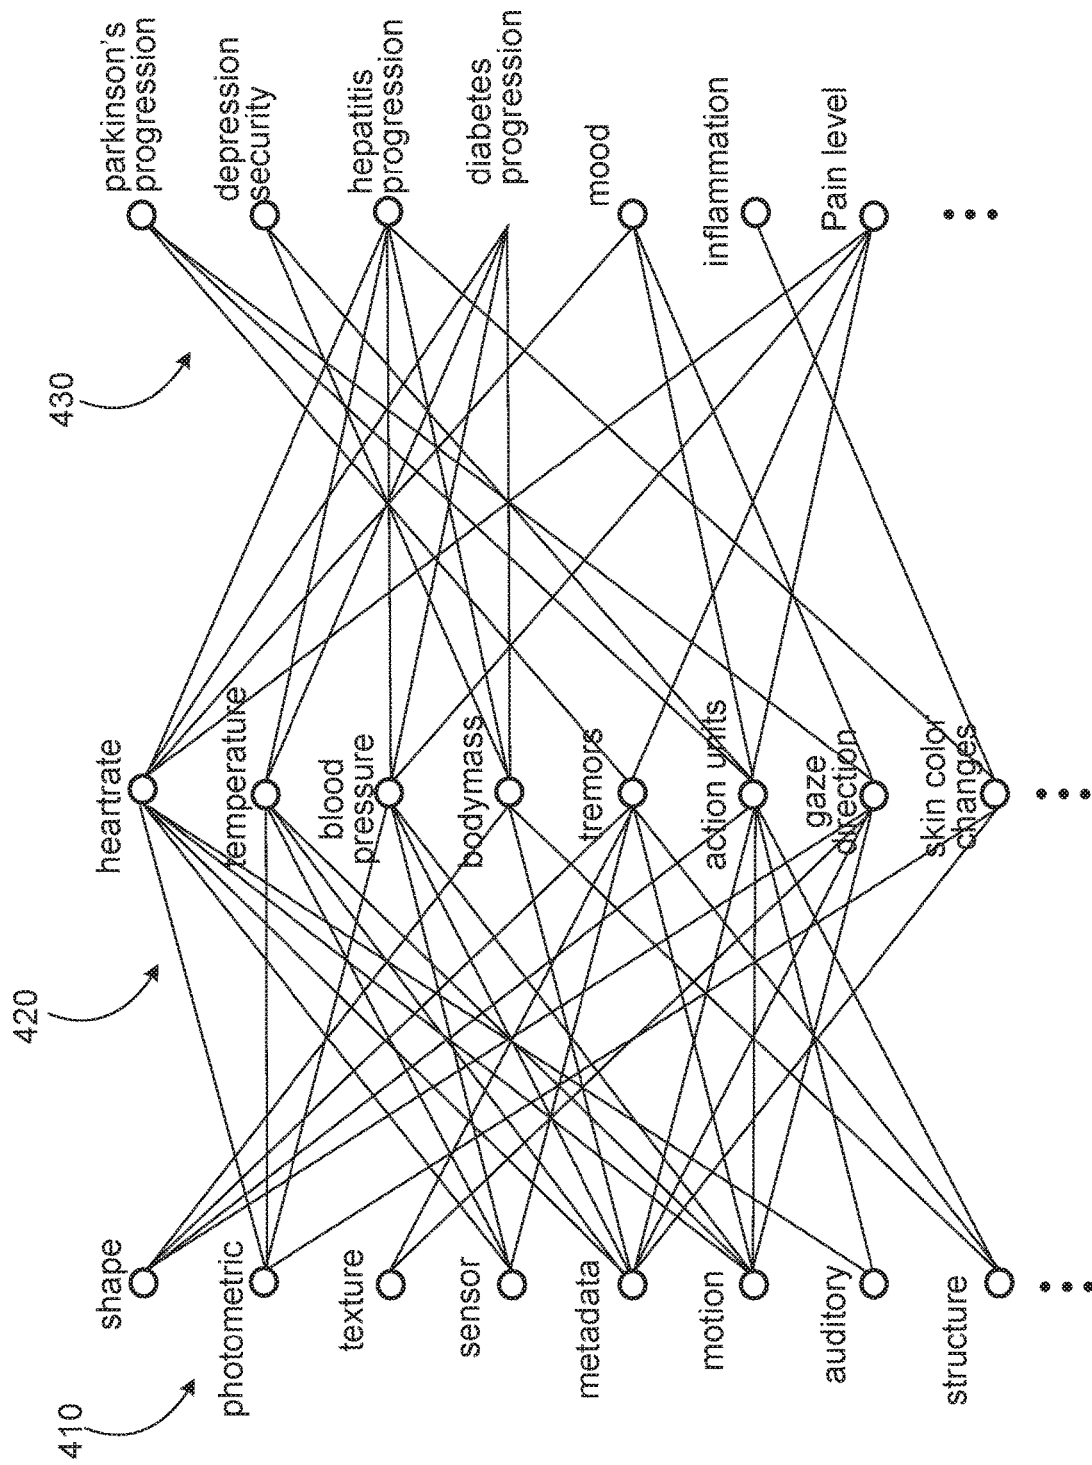 410
420
430
shape
photometric
texture
sensor
metadata
motion
auditory
structure
heartrate
temperature
blood
pressure
bodymass
tremors
action units
gaze
direction
skin color
changes
parkinson's
progression
depression
security
hepatitis
progression
diabetes
progression
mood
inflammation
Pain level